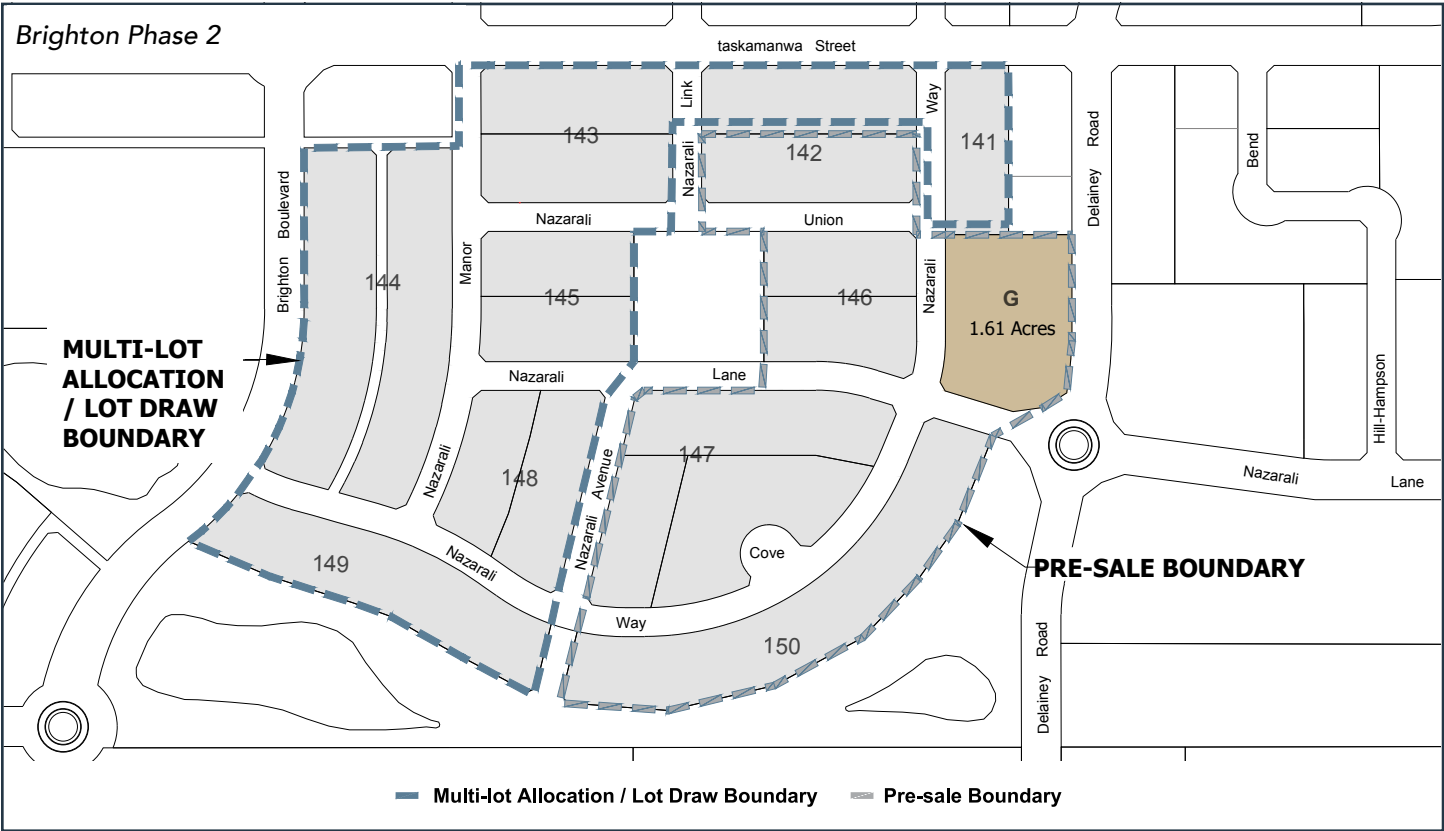 Brighton Phase 2
taskamanwa Street
Link
Way
Road
143
142
141
Bend
Nazarali
Delainey
Boulevard
Nazarali
Union
Manor
Brighton
144
145
146
Nazarali
G
1.61 Acres
MULTI-LOT
ALLOCATION
/ LOT DRAW
BOUNDARY
Nazarali
Lane
Hill-Hampson
Nazarali
148
Avenue
147
Nazarali
Lane
Nazarali
Nazarali
Cove
149
PRE-SALE BOUNDARY
Way
150
Road
Delainey
Multi-lot Allocation / Lot Draw Boundary
Pre-sale Boundary